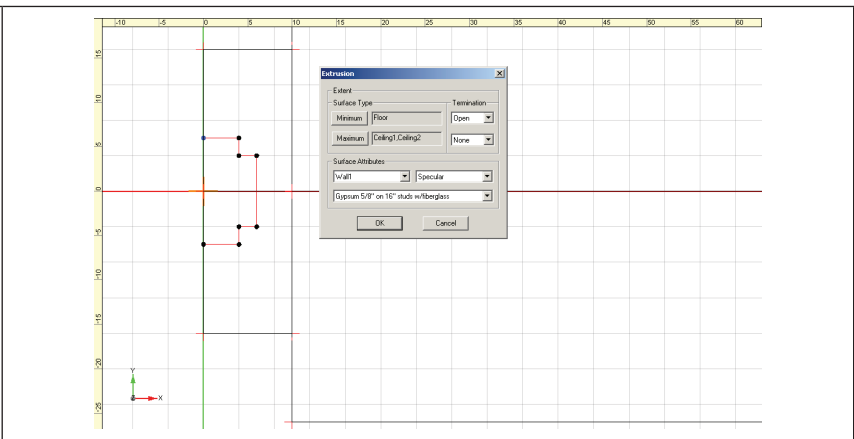 -10 -5 0 5 10 15 20 25 30 35 40 45 50 55 60
15
10
5
0
-5
-10
-15
-20
-25
Extrusion
Extent
Surface Type Termination
Minimum Floor Open
Maximum Ceiling1,Ceiling2 None
Surface Attributes
Wall1 Specular
Gypsum 5/8" on 16" studs w/fiberglass
OK Cancel
Y
Z X